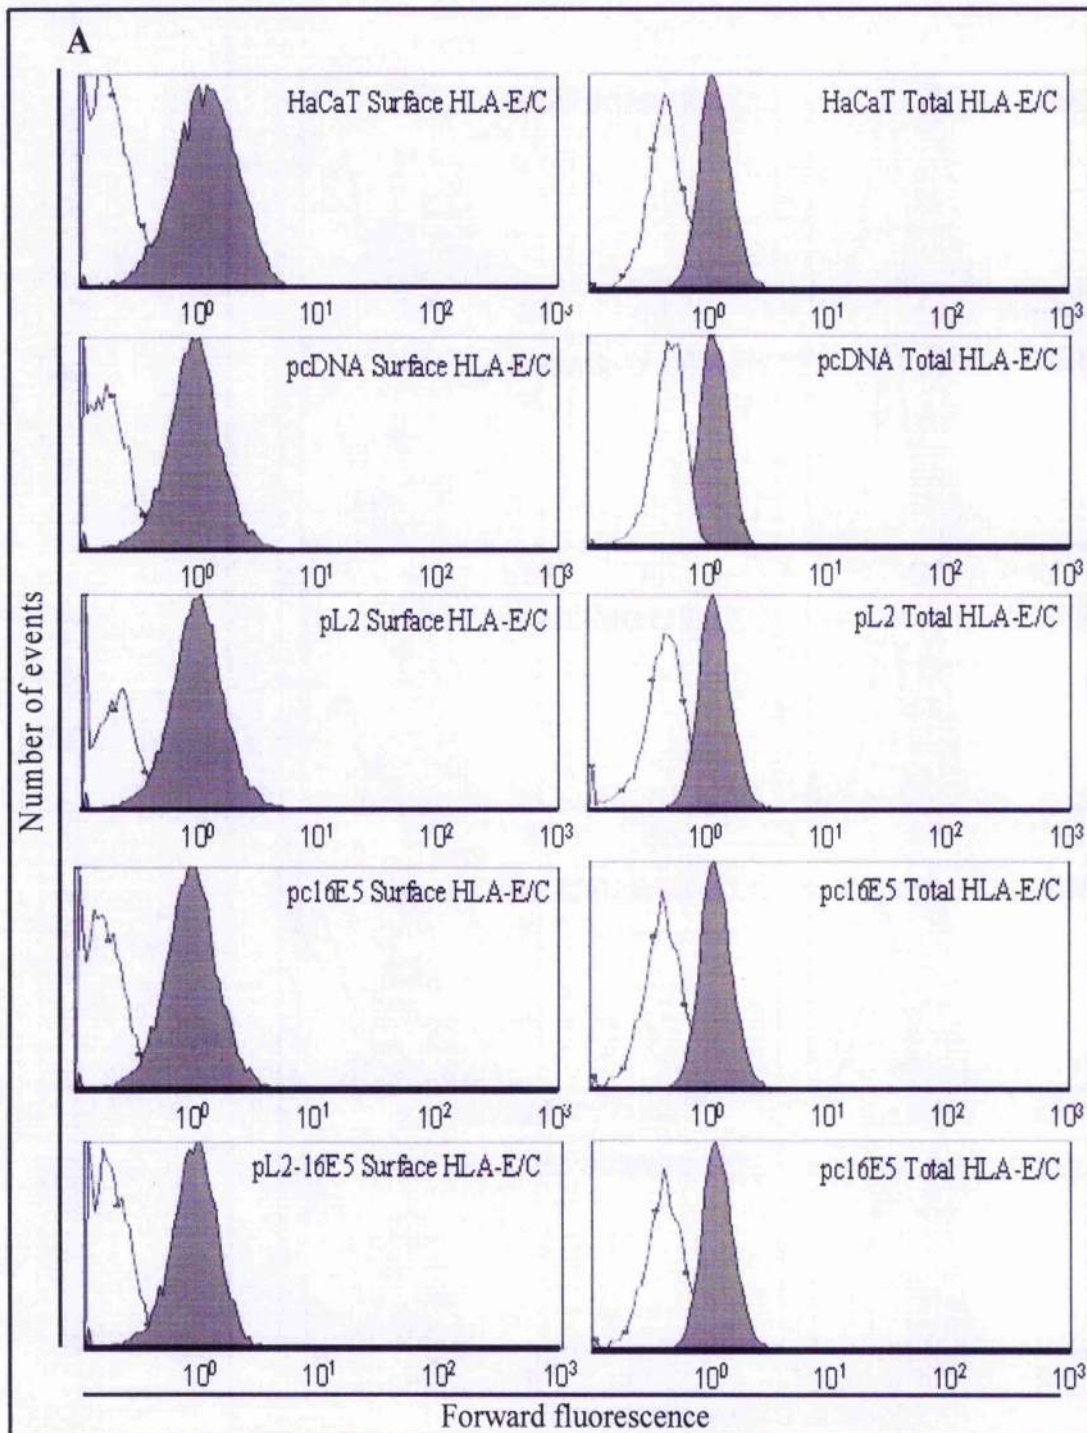 A
HaCaT Surface HLA-E/C
HaCaT Total HLA-E/C
10⁰ 10¹ 10² 10³
10⁰ 10¹ 10² 10³
pcDNA Surface HLA-E/C
pcDNA Total HLA-E/C
10⁰ 10¹ 10² 10³
10⁰ 10¹ 10² 10³
pL2 Surface HLA-E/C
pL2 Total HLA-E/C
10⁰ 10¹ 10² 10³
10⁰ 10¹ 10² 10³
pc16E5 Surface HLA-E/C
pc16E5 Total HLA-E/C
10⁰ 10¹ 10² 10³
10⁰ 10¹ 10² 10³
pL2-16E5 Surface HLA-E/C
pc16E5 Total HLA-E/C
10⁰ 10¹ 10² 10³
10⁰ 10¹ 10² 10³
Number of events
Forward fluorescence